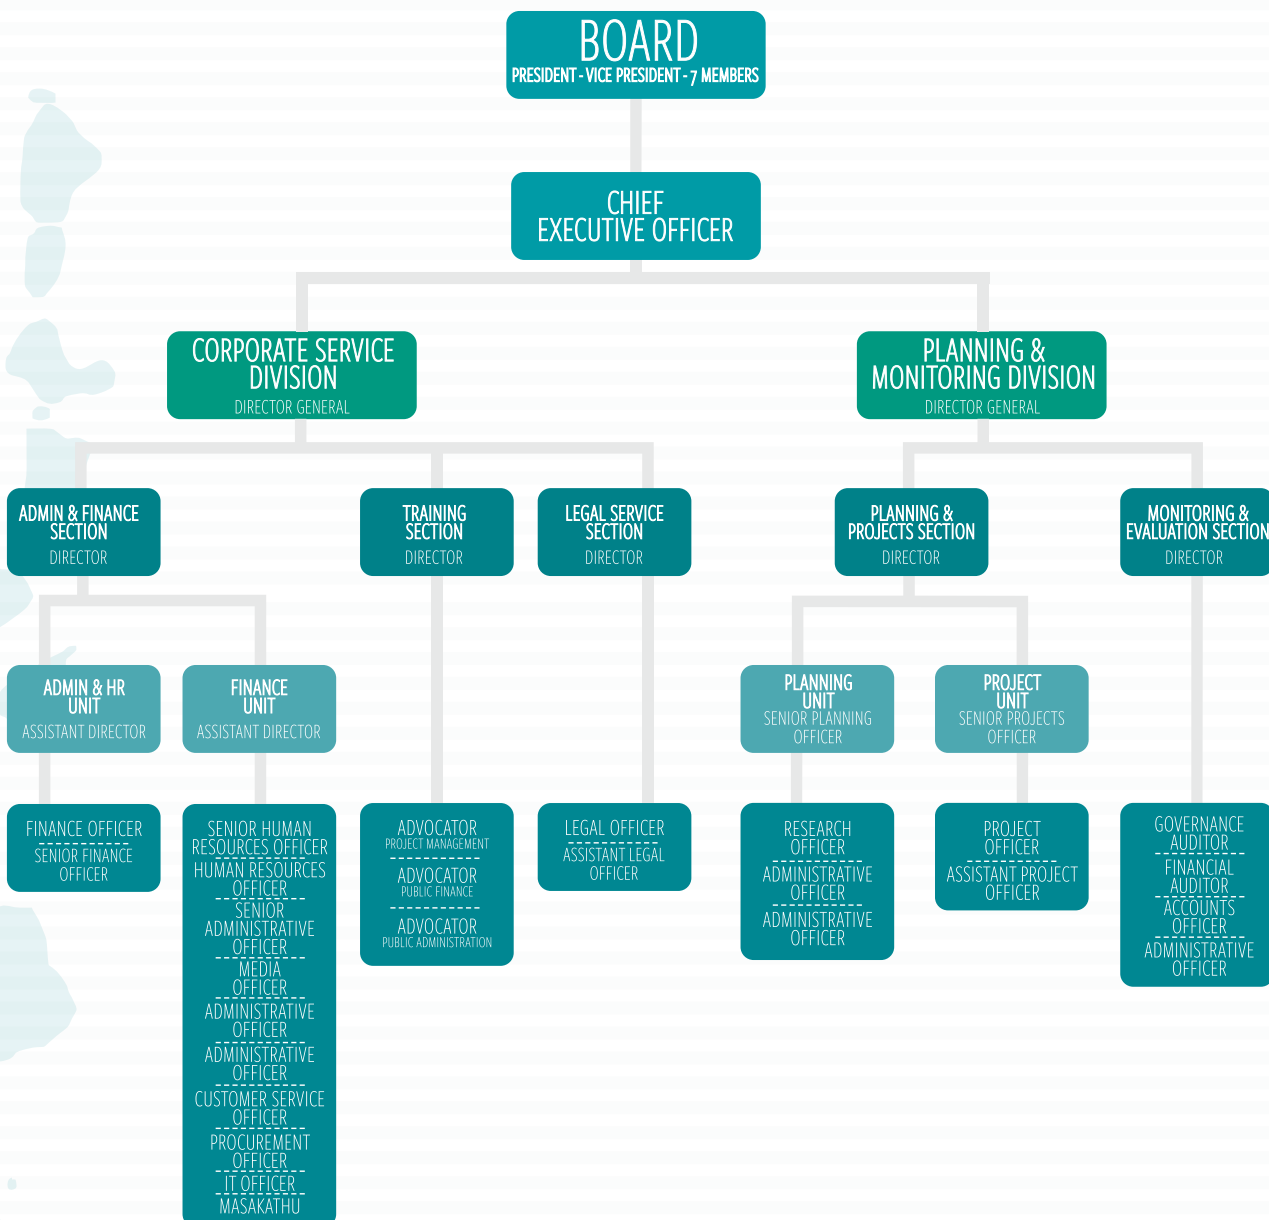 BOARD
PRESIDENT - VICE PRESIDENT - 7 MEMBERS
CHIEF
EXECUTIVE OFFICER
CORPORATE SERVICE
DIVISION
DIRECTOR GENERAL
PLANNING &
MONITORING DIVISION
DIRECTOR GENERAL
ADMIN & FINANCE
SECTION
DIRECTOR
TRAINING
SECTION
DIRECTOR
LEGAL SERVICE
SECTION
DIRECTOR
PLANNING &
PROJECTS SECTION
DIRECTOR
MONITORING &
EVALUATION SECTION
DIRECTOR
ADMIN & HR
UNIT
ASSISTANT DIRECTOR
FINANCE
UNIT
ASSISTANT DIRECTOR
PLANNING
UNIT
SENIOR PLANNING
OFFICER
PROJECT
UNIT
SENIOR PROJECTS
OFFICER
FINANCE OFFICER
SENIOR FINANCE
OFFICER
SENIOR HUMAN
RESOURCES OFFICER
HUMAN RESOURCES
OFFICER
SENIOR
ADMINISTRATIVE
OFFICER
MEDIA
OFFICER
ADMINISTRATIVE
OFFICER
ADMINISTRATIVE
OFFICER
CUSTOMER SERVICE
OFFICER
PROCUREMENT
OFFICER
IT OFFICER
MASAKATHU
ADVOCATOR
PROJECT MANAGEMENT
ADVOCATOR
PUBLIC FINANCE
ADVOCATOR
PUBLIC ADMINISTRATION
LEGAL OFFICER
ASSISTANT LEGAL
OFFICER
RESEARCH
OFFICER
ADMINISTRATIVE
OFFICER
ADMINISTRATIVE
OFFICER
PROJECT
OFFICER
ASSISTANT PROJECT
OFFICER
GOVERNANCE
AUDITOR
FINANCIAL
AUDITOR
ACCOUNTS
OFFICER
ADMINISTRATIVE
OFFICER